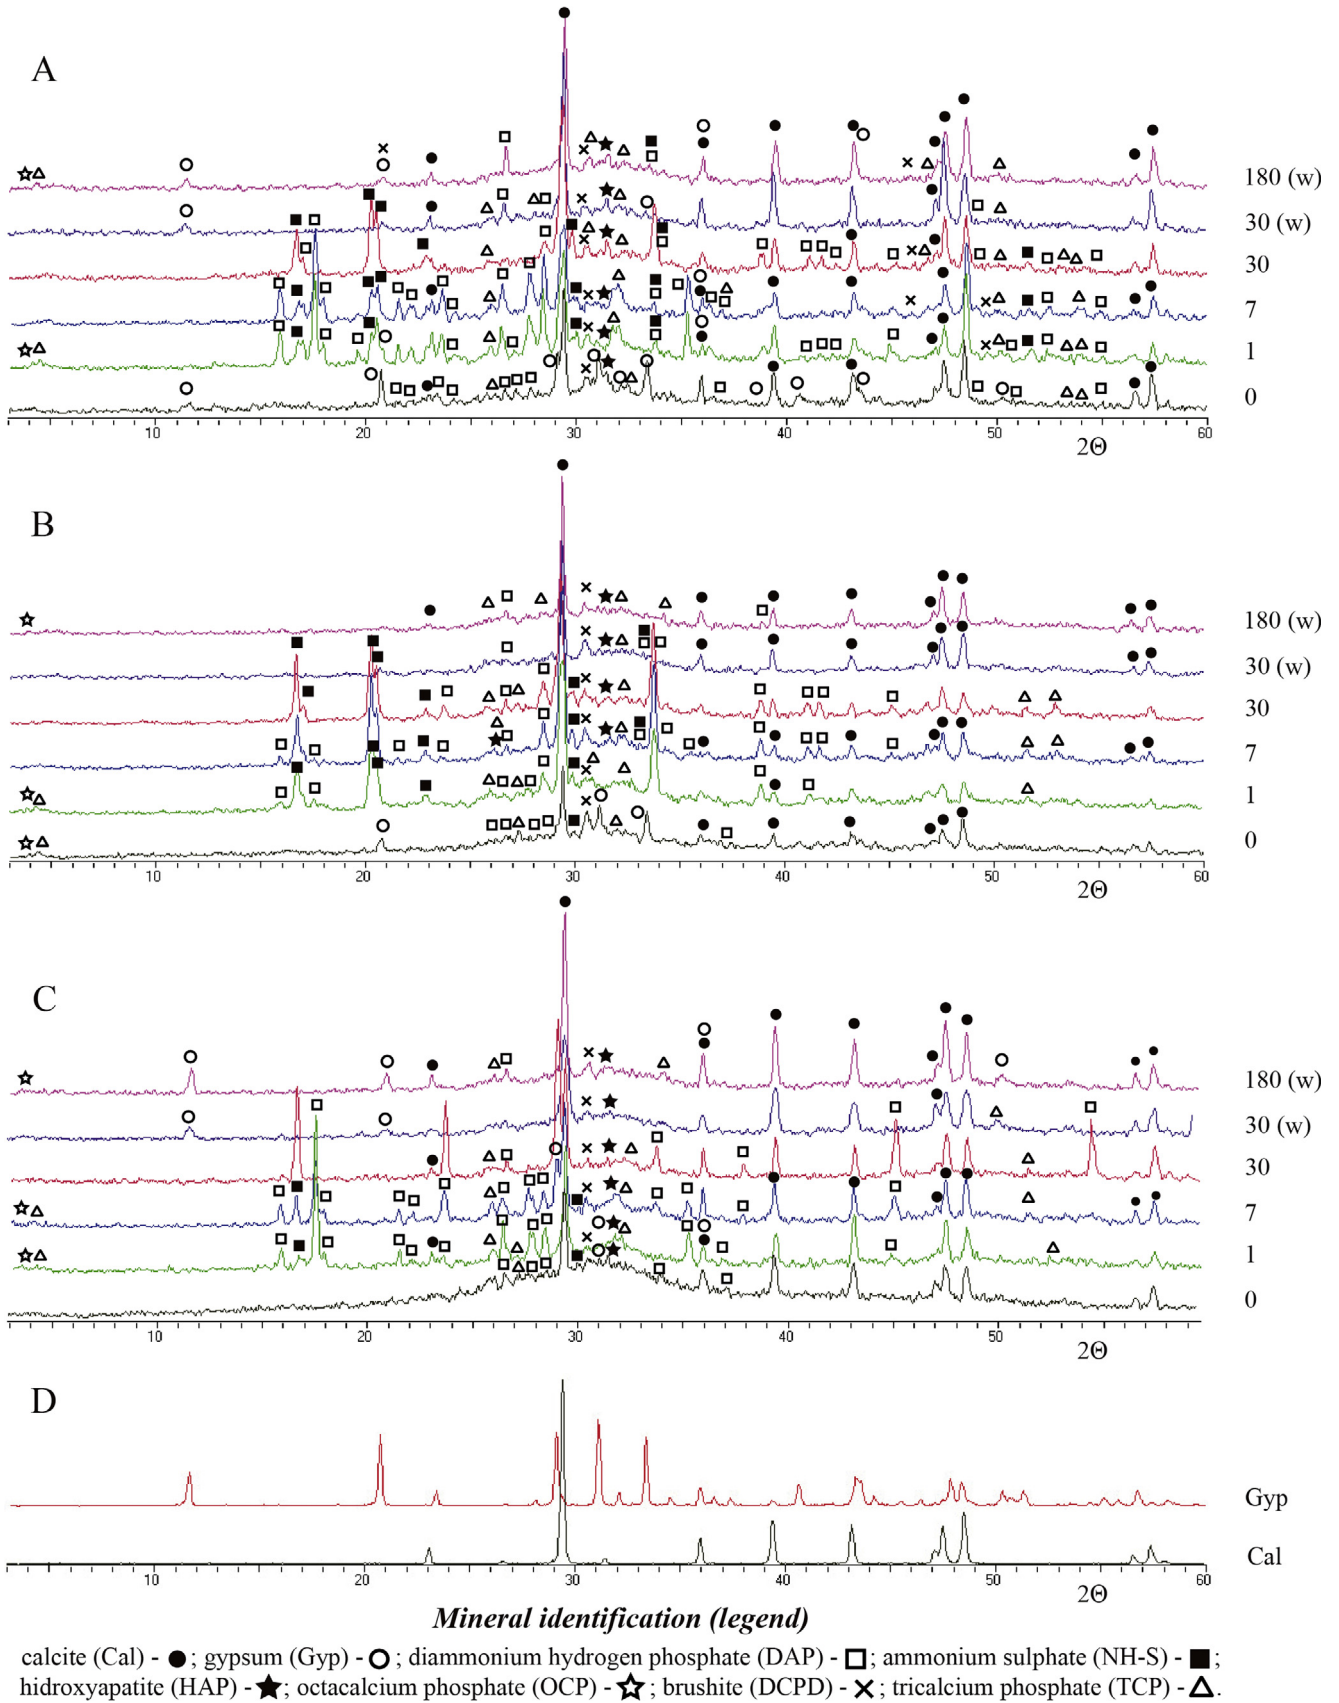 A
180 (w)
30 (w)
30
7
1
0
10 20 30 40 50 60
2Θ
B
180 (w)
30 (w)
30
7
1
0
10 20 30 40 50 60
2Θ
C
180 (w)
30 (w)
30
7
1
0
10 20 30 40 50
2Θ
D
Gyp
Cal
10 20 30 40 50 60
2Θ
Mineral identification (legend)
calcite (Cal) - ●; gypsum (Gyp) - ○; diammonium hydrogen phosphate (DAP) - □; ammonium sulphate (NH-S) - ■;
hidroxyapatite (HAP) - ★; octacalcium phosphate (OCP) - ☆; brushite (DCPD) - ×; tricalcium phosphate (TCP) - △.